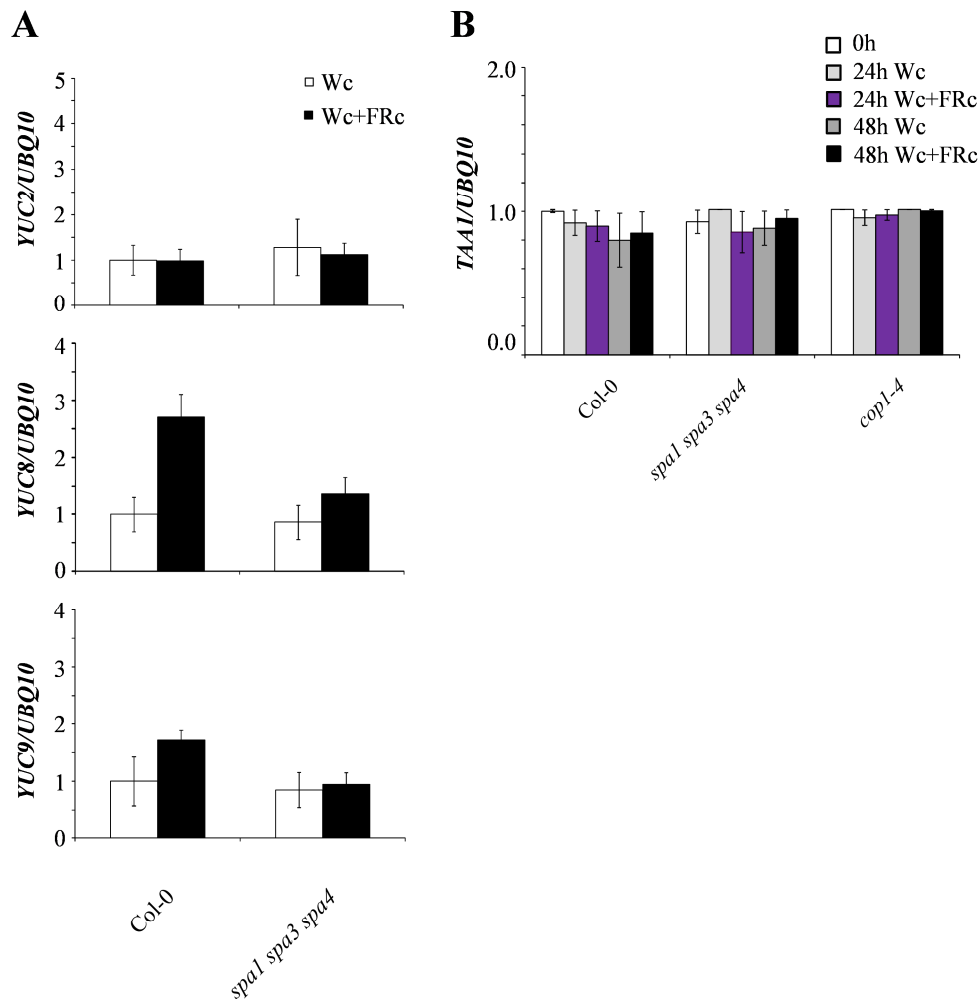 A
YUC2/UBQ10
5
4
3
2
1
0
Wc
Wc+FRc
YUC8/UBQ10
4
3
2
1
0
YUC9/UBQ10
4
3
2
1
0
Col-0
spa1 spa3 spa4
B
0h
24h Wc
24h Wc+FRc
48h Wc
48h Wc+FRc
TAA1/UBQ10
2.0
1.0
0.0
Col-0
spa1 spa3 spa4
cop1-4